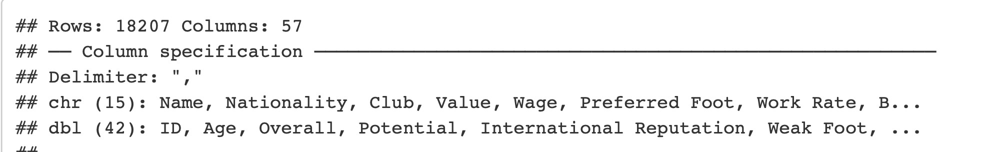 ## Rows: 18207 Columns: 57
## ── Column specification ────────────────────────────────────────────────────────
## Delimiter: ","
## chr (15): Name, Nationality, Club, Value, Wage, Preferred Foot, Work Rate, B...
## dbl (42): ID, Age, Overall, Potential, International Reputation, Weak Foot, ...
##